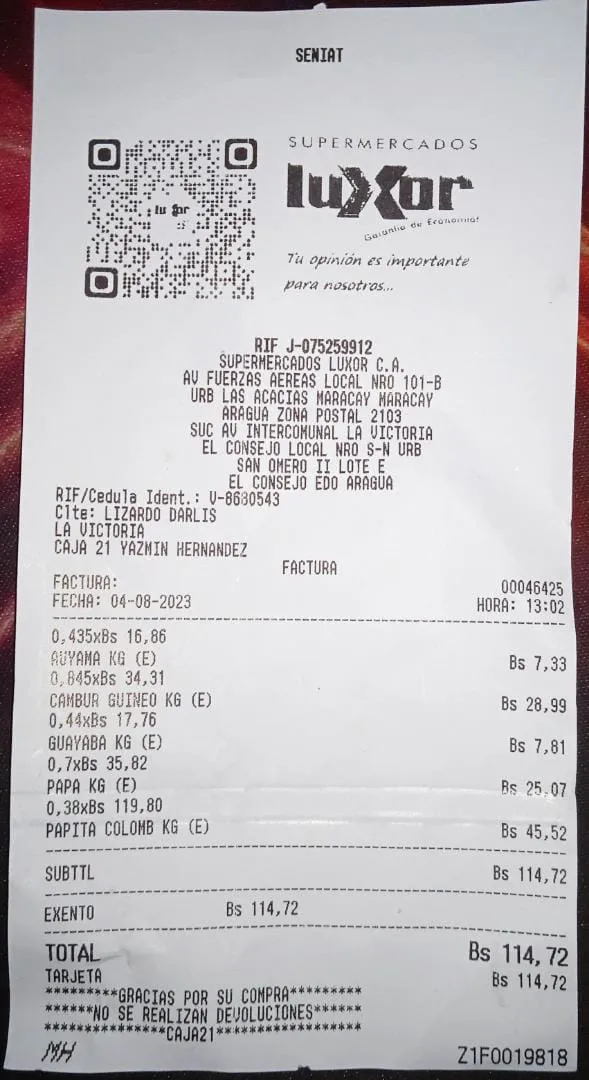 SENIAT
SUPERMERCADOS
luXor
Garantía de Economía!
Tu opinión es importante
para nosotros...
RIF J-075259912
SUPERMERCADOS LUXOR C.A.
AV FUERZAS AEREAS LOCAL NRO 101-B
URB LAS ACACIAS MARACAY MARACAY
ARAGUA ZONA POSTAL 2103
SUC AV INTERCOMUNAL LA VICTORIA
EL CONSEJO LOCAL NRO S-N URB
SAN OMERO II LOTE E
EL CONSEJO EDO ARAGUA
RIF/Cedula Ident.: V-8680543
Clte: LIZARDO DARLIS
LA VICTORIA
CAJA 21 YAZMIN HERNANDEZ
FACTURA
FACTURA: 00046425
FECHA: 04-08-2023 HORA: 13:02
0,435xBs 16,86
AUYAMA KG (E) Bs 7,33
0,845xBs 34,31
CAMBUR GUINEO KG (E) Bs 28,99
0,44xBs 17,76
GUAYABA KG (E) Bs 7,81
0,7xBs 35,82
PAPA KG (E) Bs 25,07
0,38xBs 119,80
PAPITA COLOMB KG (E) Bs 45,52
SUBTTL Bs 114,72
EXENTO Bs 114,72
TOTAL Bs 114,72
TARJETA Bs 114,72
*********GRACIAS POR SU COMPRA*********
******NO SE REALIZAN DEVOLUCIONES******
***************CAJA21******************
MH Z1F0019818